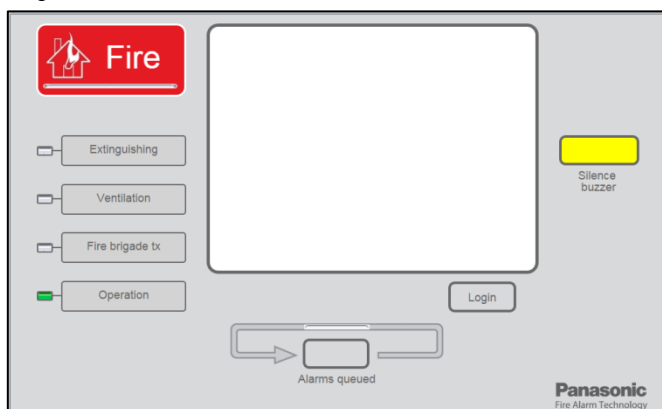 Fire
Extinguishing
Ventilation
Fire brigade tx
Operation
Silence
buzzer
Login
Alarms queued
Panasonic
Fire Alarm Technology